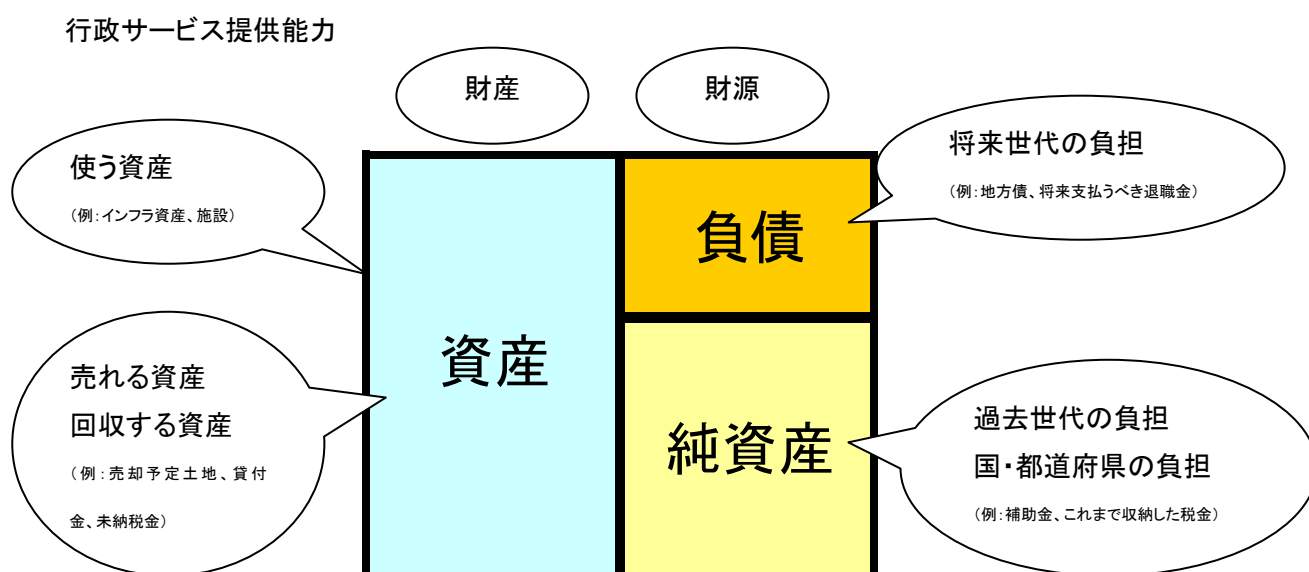 行政サービス提供能力
財産
財源
使う資産
（例：インフラ資産、施設）
将来世代の負担
（例：地方債、将来支払うべき退職金）
負債
資産
売れる資産
回収する資産
（例：売却予定土地、貸付
金、未納税金）
純資産
過去世代の負担
国・都道府県の負担
（例：補助金、これまで収納した税金）